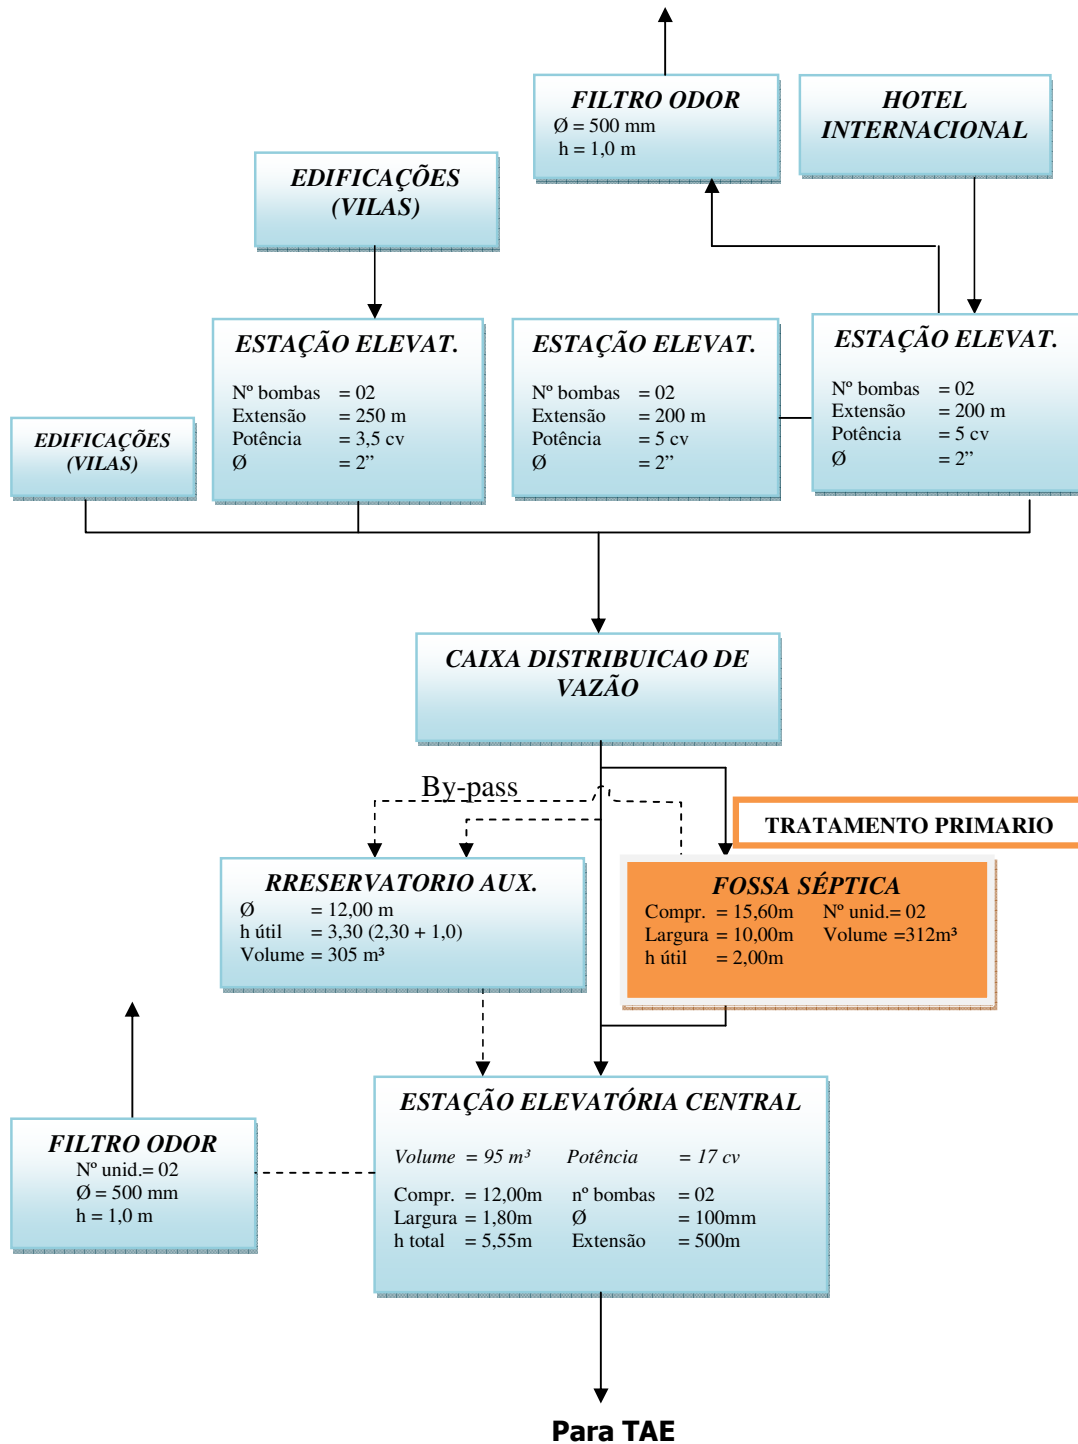 FILTRO ODOR
Ø = 500 mm
h = 1,0 m
HOTEL
INTERNACIONAL
EDIFICAÇÕES
(VILAS)
ESTAÇÃO ELEVAT.
Nº bombas = 02
Extensão = 250 m
Potência = 3,5 cv
Ø = 2”
ESTAÇÃO ELEVAT.
Nº bombas = 02
Extensão = 200 m
Potência = 5 cv
Ø = 2”
ESTAÇÃO ELEVAT.
Nº bombas = 02
Extensão = 200 m
Potência = 5 cv
Ø = 2”
EDIFICAÇÕES
(VILAS)
CAIXA DISTRIBUICAO DE
VAZÃO
By-pass
TRATAMENTO PRIMARIO
RRESERVATORIO AUX.
Ø = 12,00 m
h útil = 3,30 (2,30 + 1,0)
Volume = 305 m³
FOSSA SÉPTICA
Compr. = 15,60m Nº unid.= 02
Largura = 10,00m Volume =312m³
h útil = 2,00m
ESTAÇÃO ELEVATÓRIA CENTRAL
Volume = 95 m³ Potência = 17 cv
Compr. = 12,00m nº bombas = 02
Largura = 1,80m Ø = 100mm
h total = 5,55m Extensão = 500m
FILTRO ODOR
Nº unid.= 02
Ø = 500 mm
h = 1,0 m
Para TAE